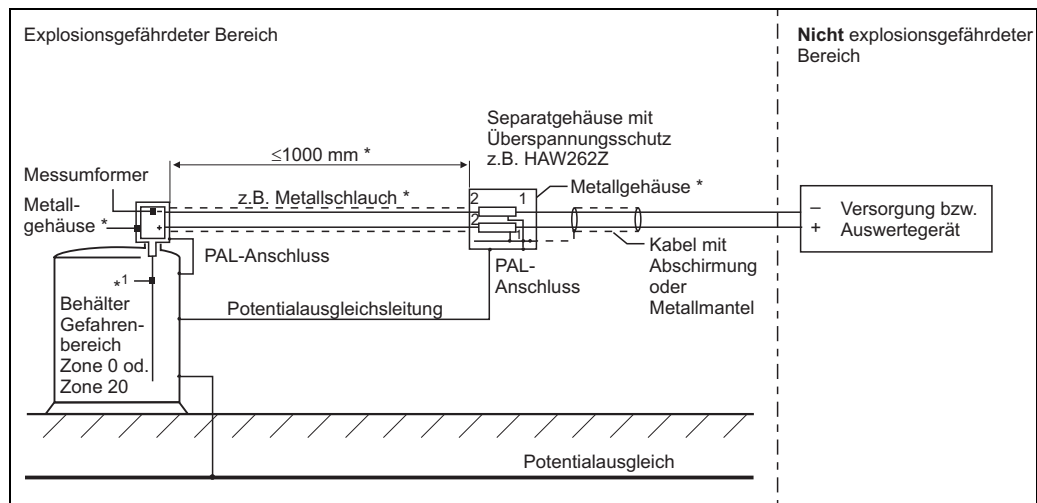 Explosionsgefährdeter Bereich
Nicht explosionsgefährdeter
Bereich
Separatgehäuse mit
Überspannungsschutz
z.B. HAW262Z
≤1000 mm *
Messumformer
z.B. Metallschlauch *
Metall-
gehäuse *
2
1
Metallgehäuse *
–
+
2
1
– Versorgung bzw.
+ Auswertegerät
PAL-Anschluss
PAL-
Anschluss
Kabel mit
Abschirmung
oder
Metallmantel
*1
Behälter
Gefahren-
bereich
Zone 0 od.
Zone 20
Potentialausgleichsleitung
Potentialausgleich